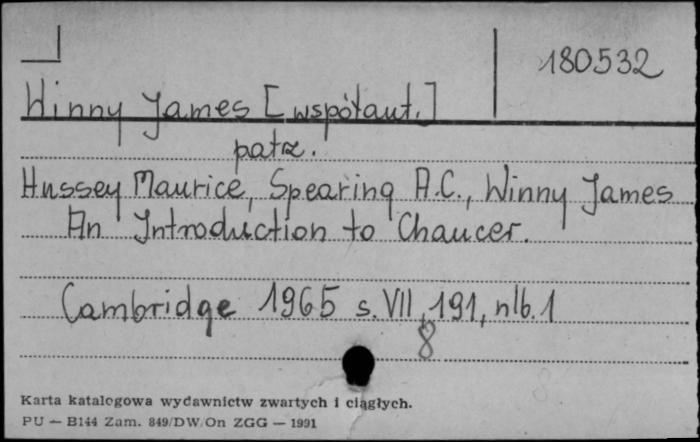 180532
Winny James [współaut.]
patrz.
Hussey Maurice, Spearing A.C., Winny James
An Introduction to Chaucer.
Cambridge 1965 s. VII, 191, nlb. 1
8
Karta katalogowa wydawnictw zwartych i ciągłych.
PU — B144 Zam. 849/DW/On ZGG — 1991